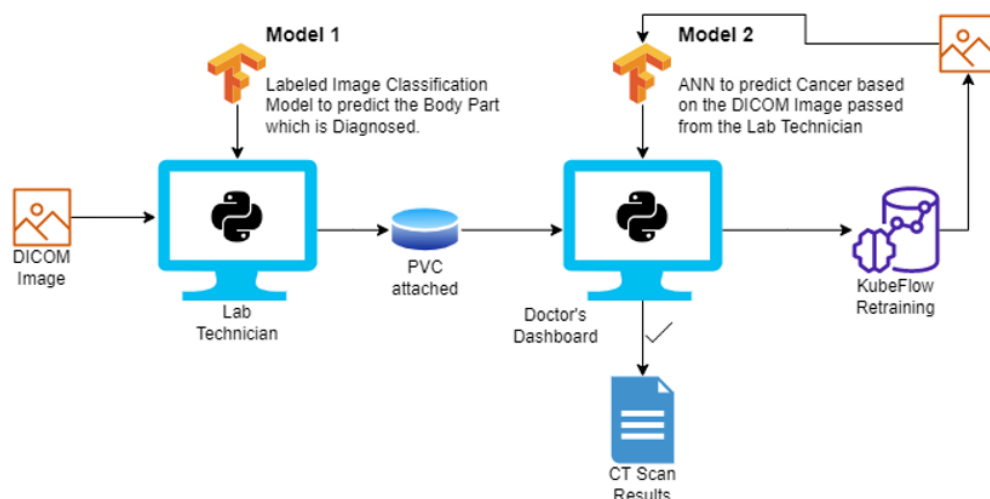 Model 1
Labeled Image Classification
Model to predict the Body Part
which is Diagnosed.
Model 2
ANN to predict Cancer based
on the DICOM Image passed
from the Lab Technician
DICOM
Image
Lab
Technician
PVC
attached
Doctor's
Dashboard
KubeFlow
Retraining
CT Scan
Results